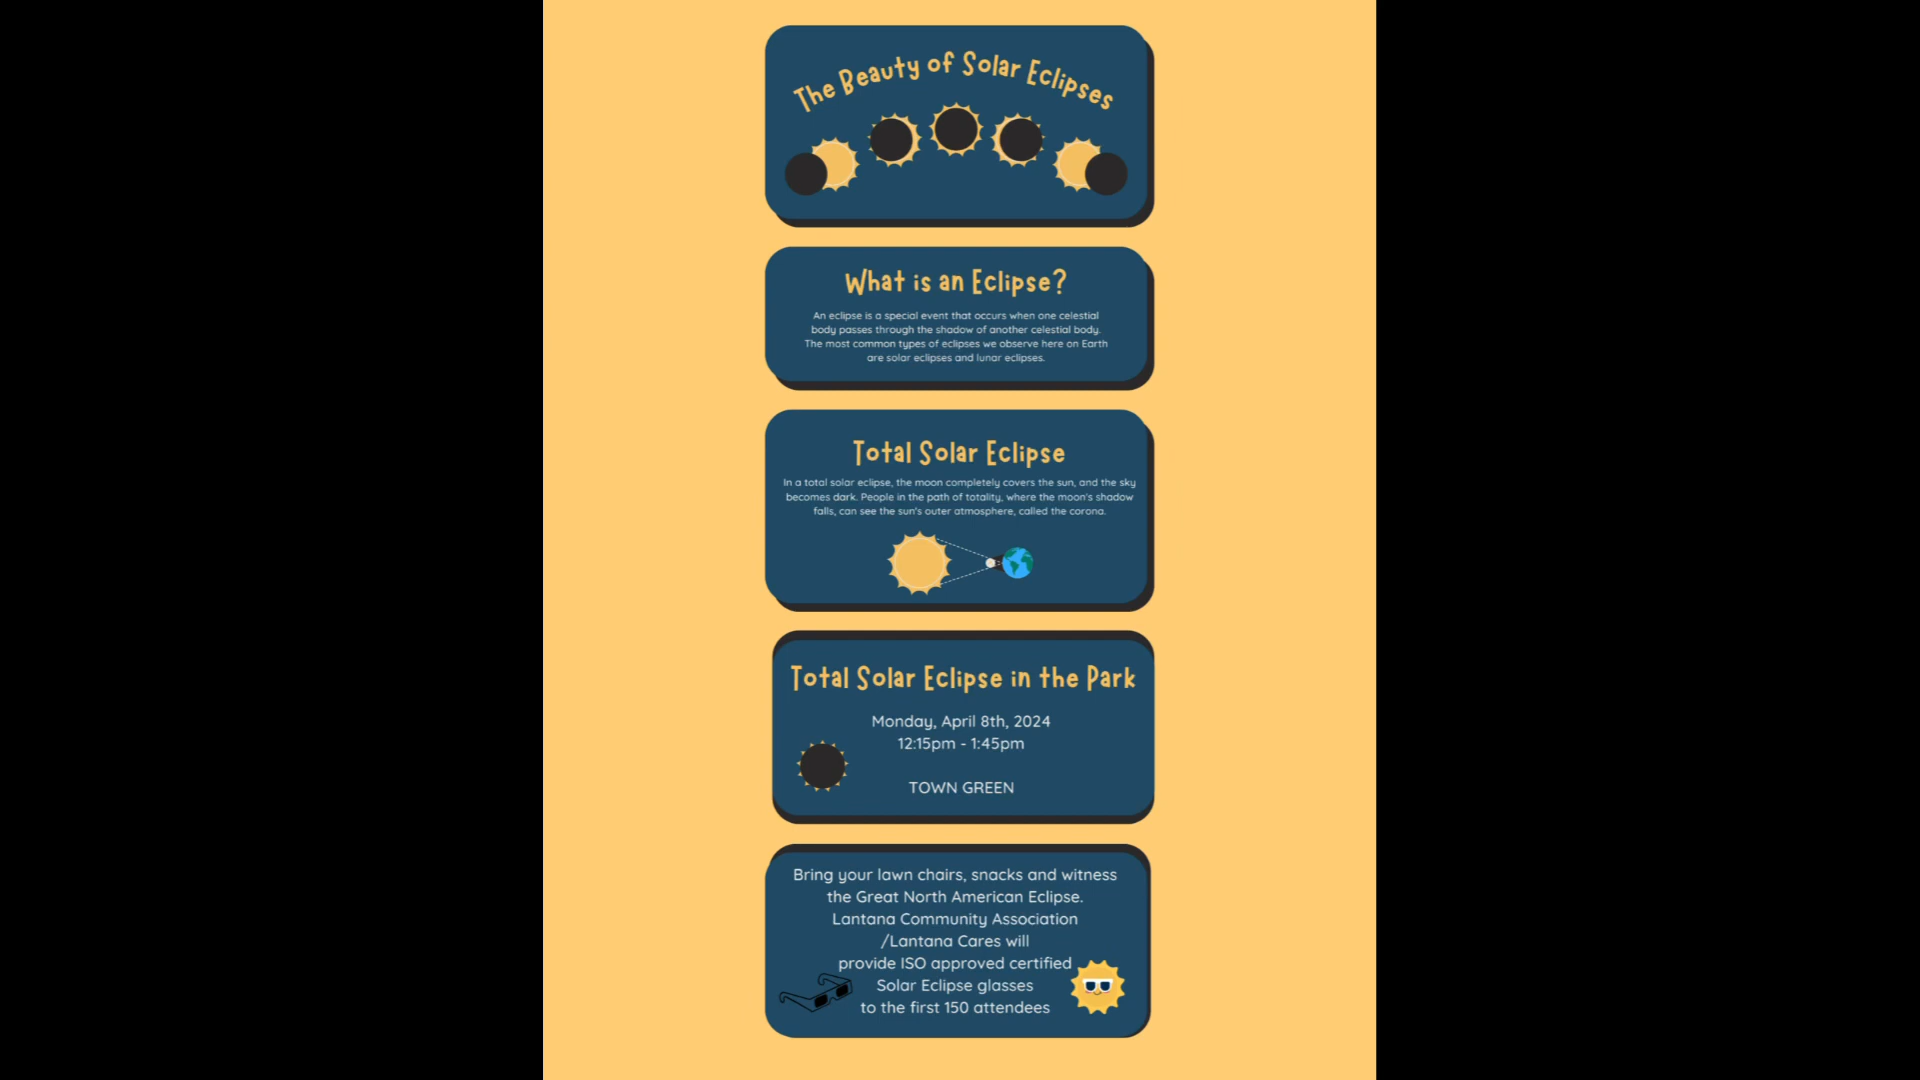 The Beauty of Solar Eclipses
What is an Eclipse?
An eclipse is a special event that occurs when one celestial
body passes through the shadow of another celestial body.
The most common types of eclipses we observe here on Earth
are solar eclipses and lunar eclipses.
Total Solar Eclipse
In a total solar eclipse, the moon completely covers the sun, and the sky
becomes dark. People in the path of totality, where the moon's shadow
falls, can see the sun's outer atmosphere, called the corona.
Total Solar Eclipse in the Park
Monday, April 8th, 2024
12:15pm - 1:45pm
TOWN GREEN
Bring your lawn chairs, snacks and witness
the Great North American Eclipse.
Lantana Community Association
/Lantana Cares will
provide ISO approved certified
Solar Eclipse glasses
to the first 150 attendees